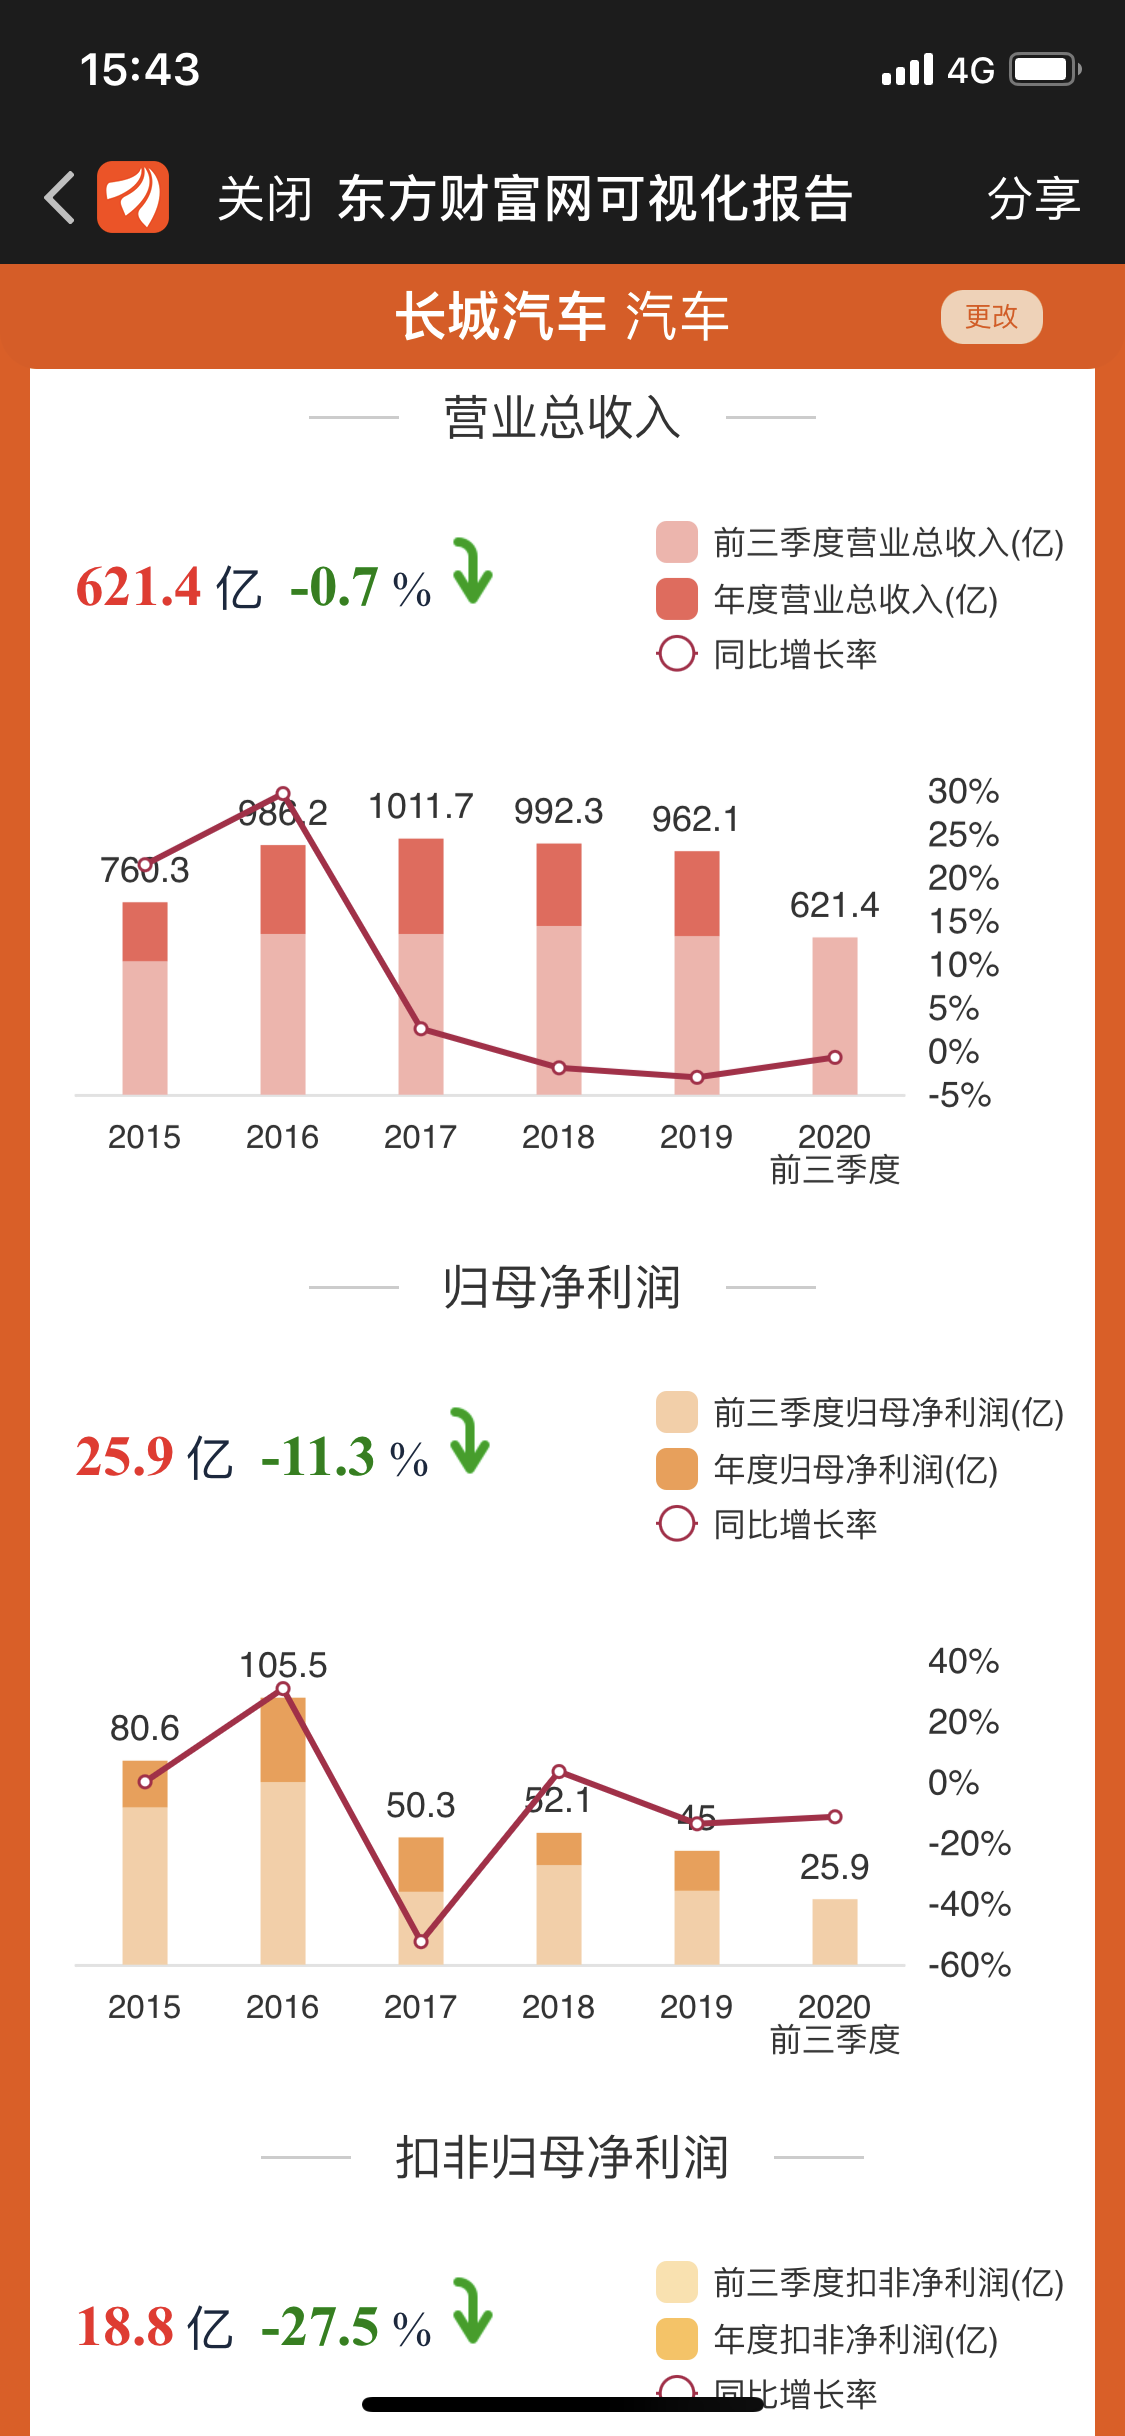 15:43
4G
关闭 东方财富网可视化报告 分享
长城汽车 汽车 更改
营业总收入
621.4 亿 -0.7 %
前三季度营业总收入(亿)
年度营业总收入(亿)
同比增长率
760.3 986.2 1011.7 992.3 962.1 621.4
30%
25%
20%
15%
10%
5%
0%
-5%
2015 2016 2017 2018 2019 2020
前三季度
归母净利润
25.9 亿 -11.3 %
前三季度归母净利润(亿)
年度归母净利润(亿)
同比增长率
80.6 105.5 50.3 52.1 45 25.9
40%
20%
0%
-20%
-40%
-60%
2015 2016 2017 2018 2019 2020
前三季度
扣非归母净利润
18.8 亿 -27.5 %
前三季度扣非净利润(亿)
年度扣非净利润(亿)
同比增长率